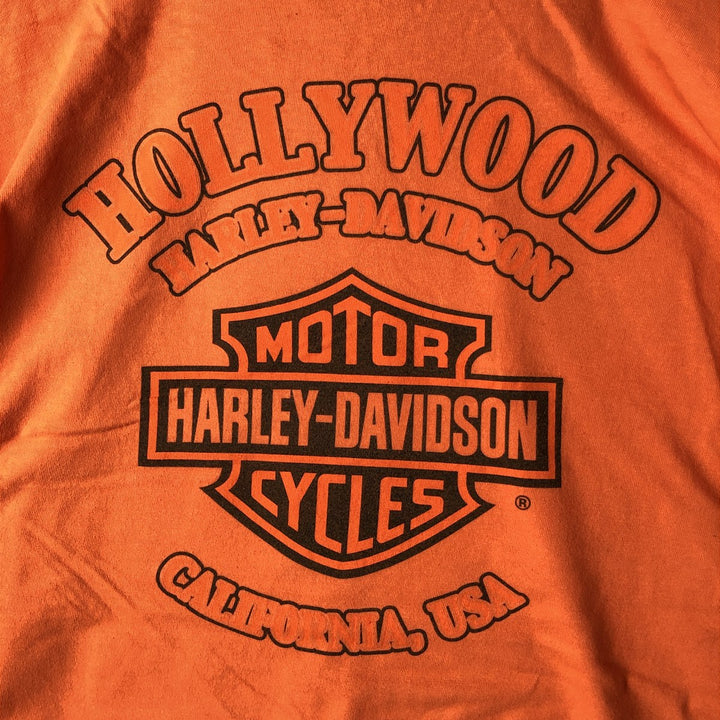 HOLLYWOOD
HARLEY-DAVIDSON
MOTOR
HARLEY-DAVIDSON
CYCLES
®
CALIFORNIA, USA